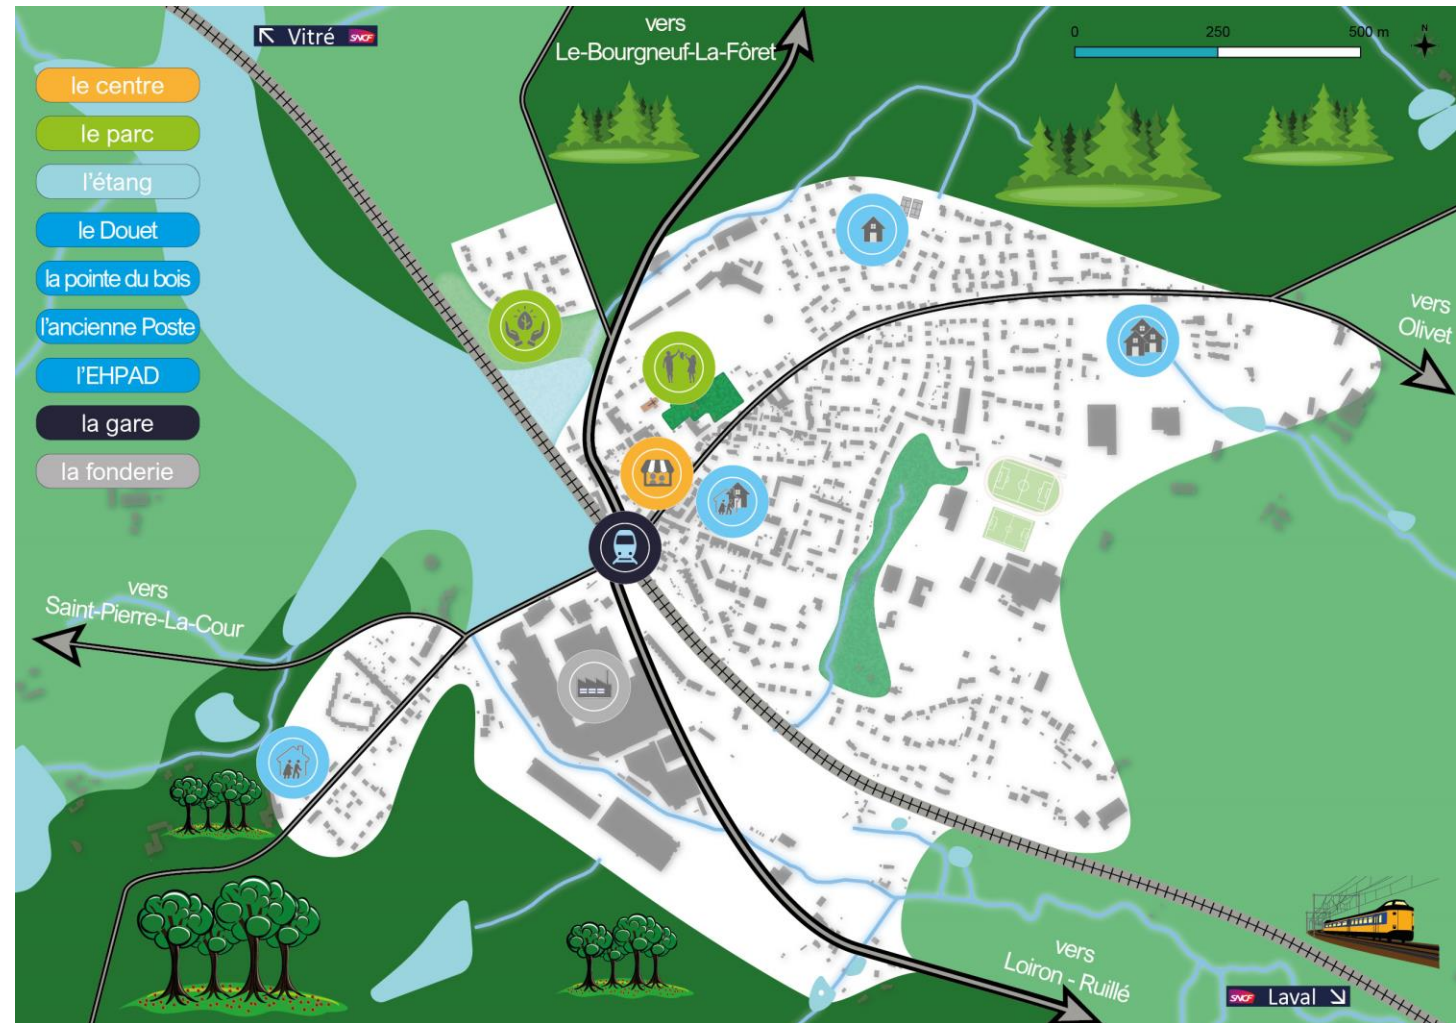 Vitré SNCF
vers
Le-Bourgneuf-La-Fôret
0 250 500 m
N
le centre
le parc
l'étang
le Douet
la pointe du bois
l'ancienne Poste
l'EHPAD
la gare
la fonderie
vers
Olivet
vers
Saint-Pierre-La-Cour
vers
Loiron - Ruillé
SNCF Laval